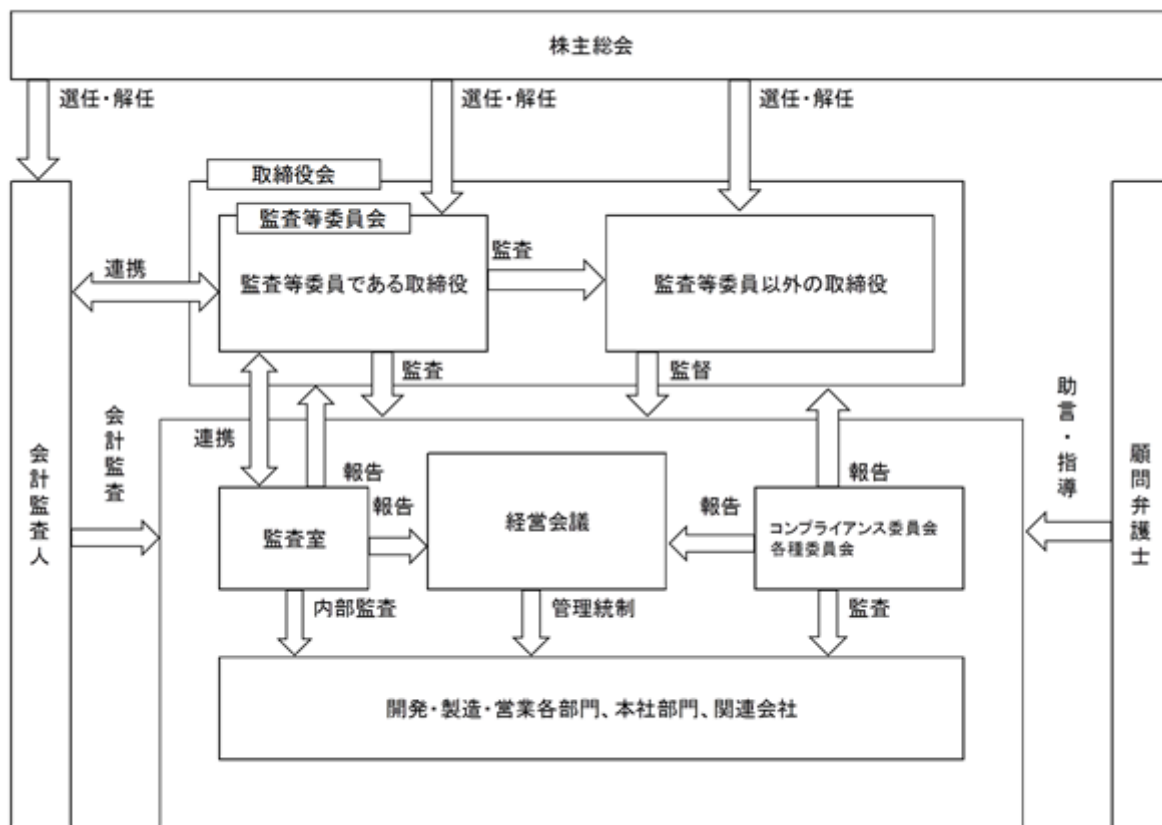 株主総会
選任・解任
選任・解任
選任・解任
取締役会
監査等委員会
監査等委員である取締役
監査
監査等委員以外の取締役
連携
監査
監督
連携
報告
報告
報告
報告
会計監査
助言・指導
会計監査人
顧問弁護士
監査室
経営会議
コンプライアンス委員会
各種委員会
内部監査
管理統制
監査
開発・製造・営業各部門、本社部門、関連会社